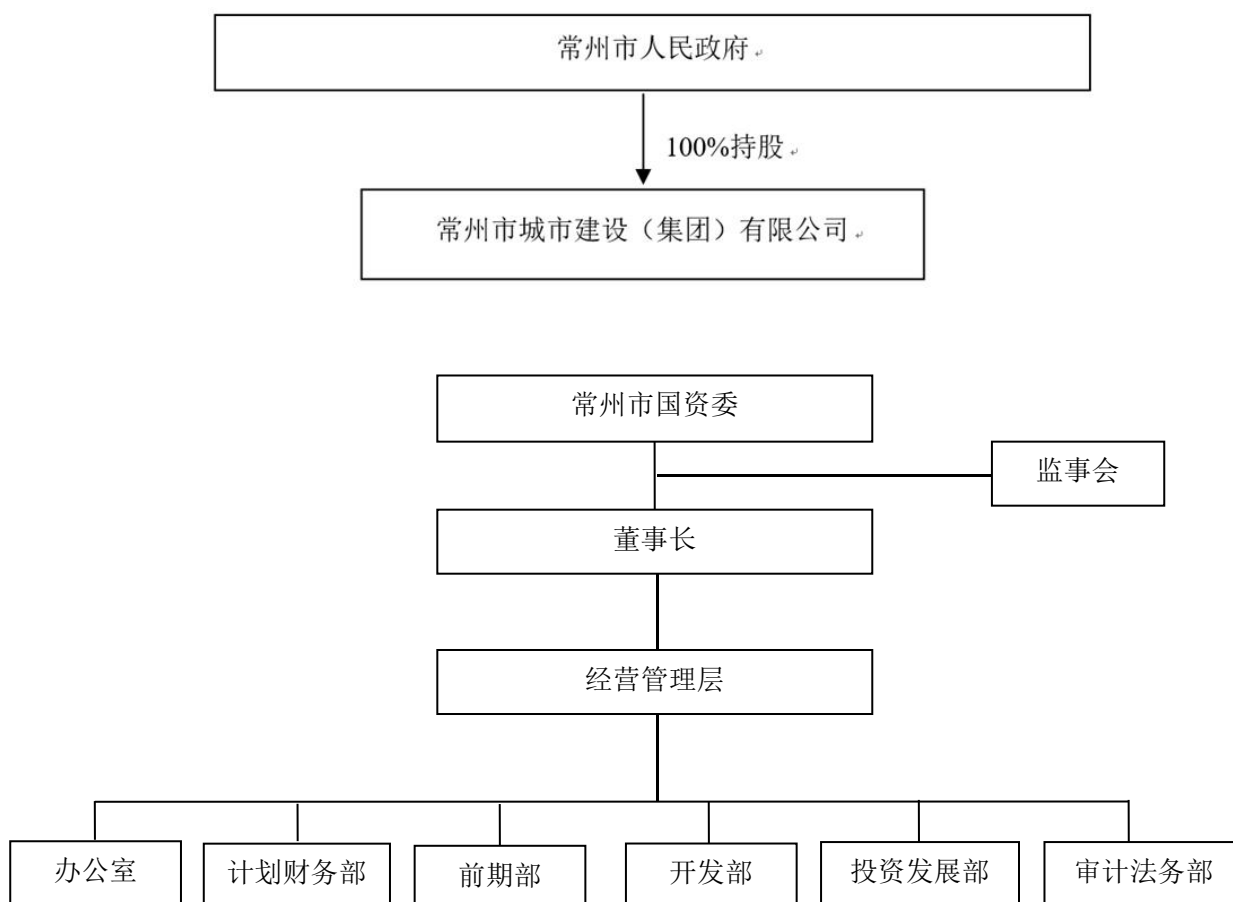 常州市人民政府
100%持股
常州市城市建设（集团）有限公司
常州市国资委
监事会
董事长
经营管理层
办公室
计划财务部
前期部
开发部
投资发展部
审计法务部